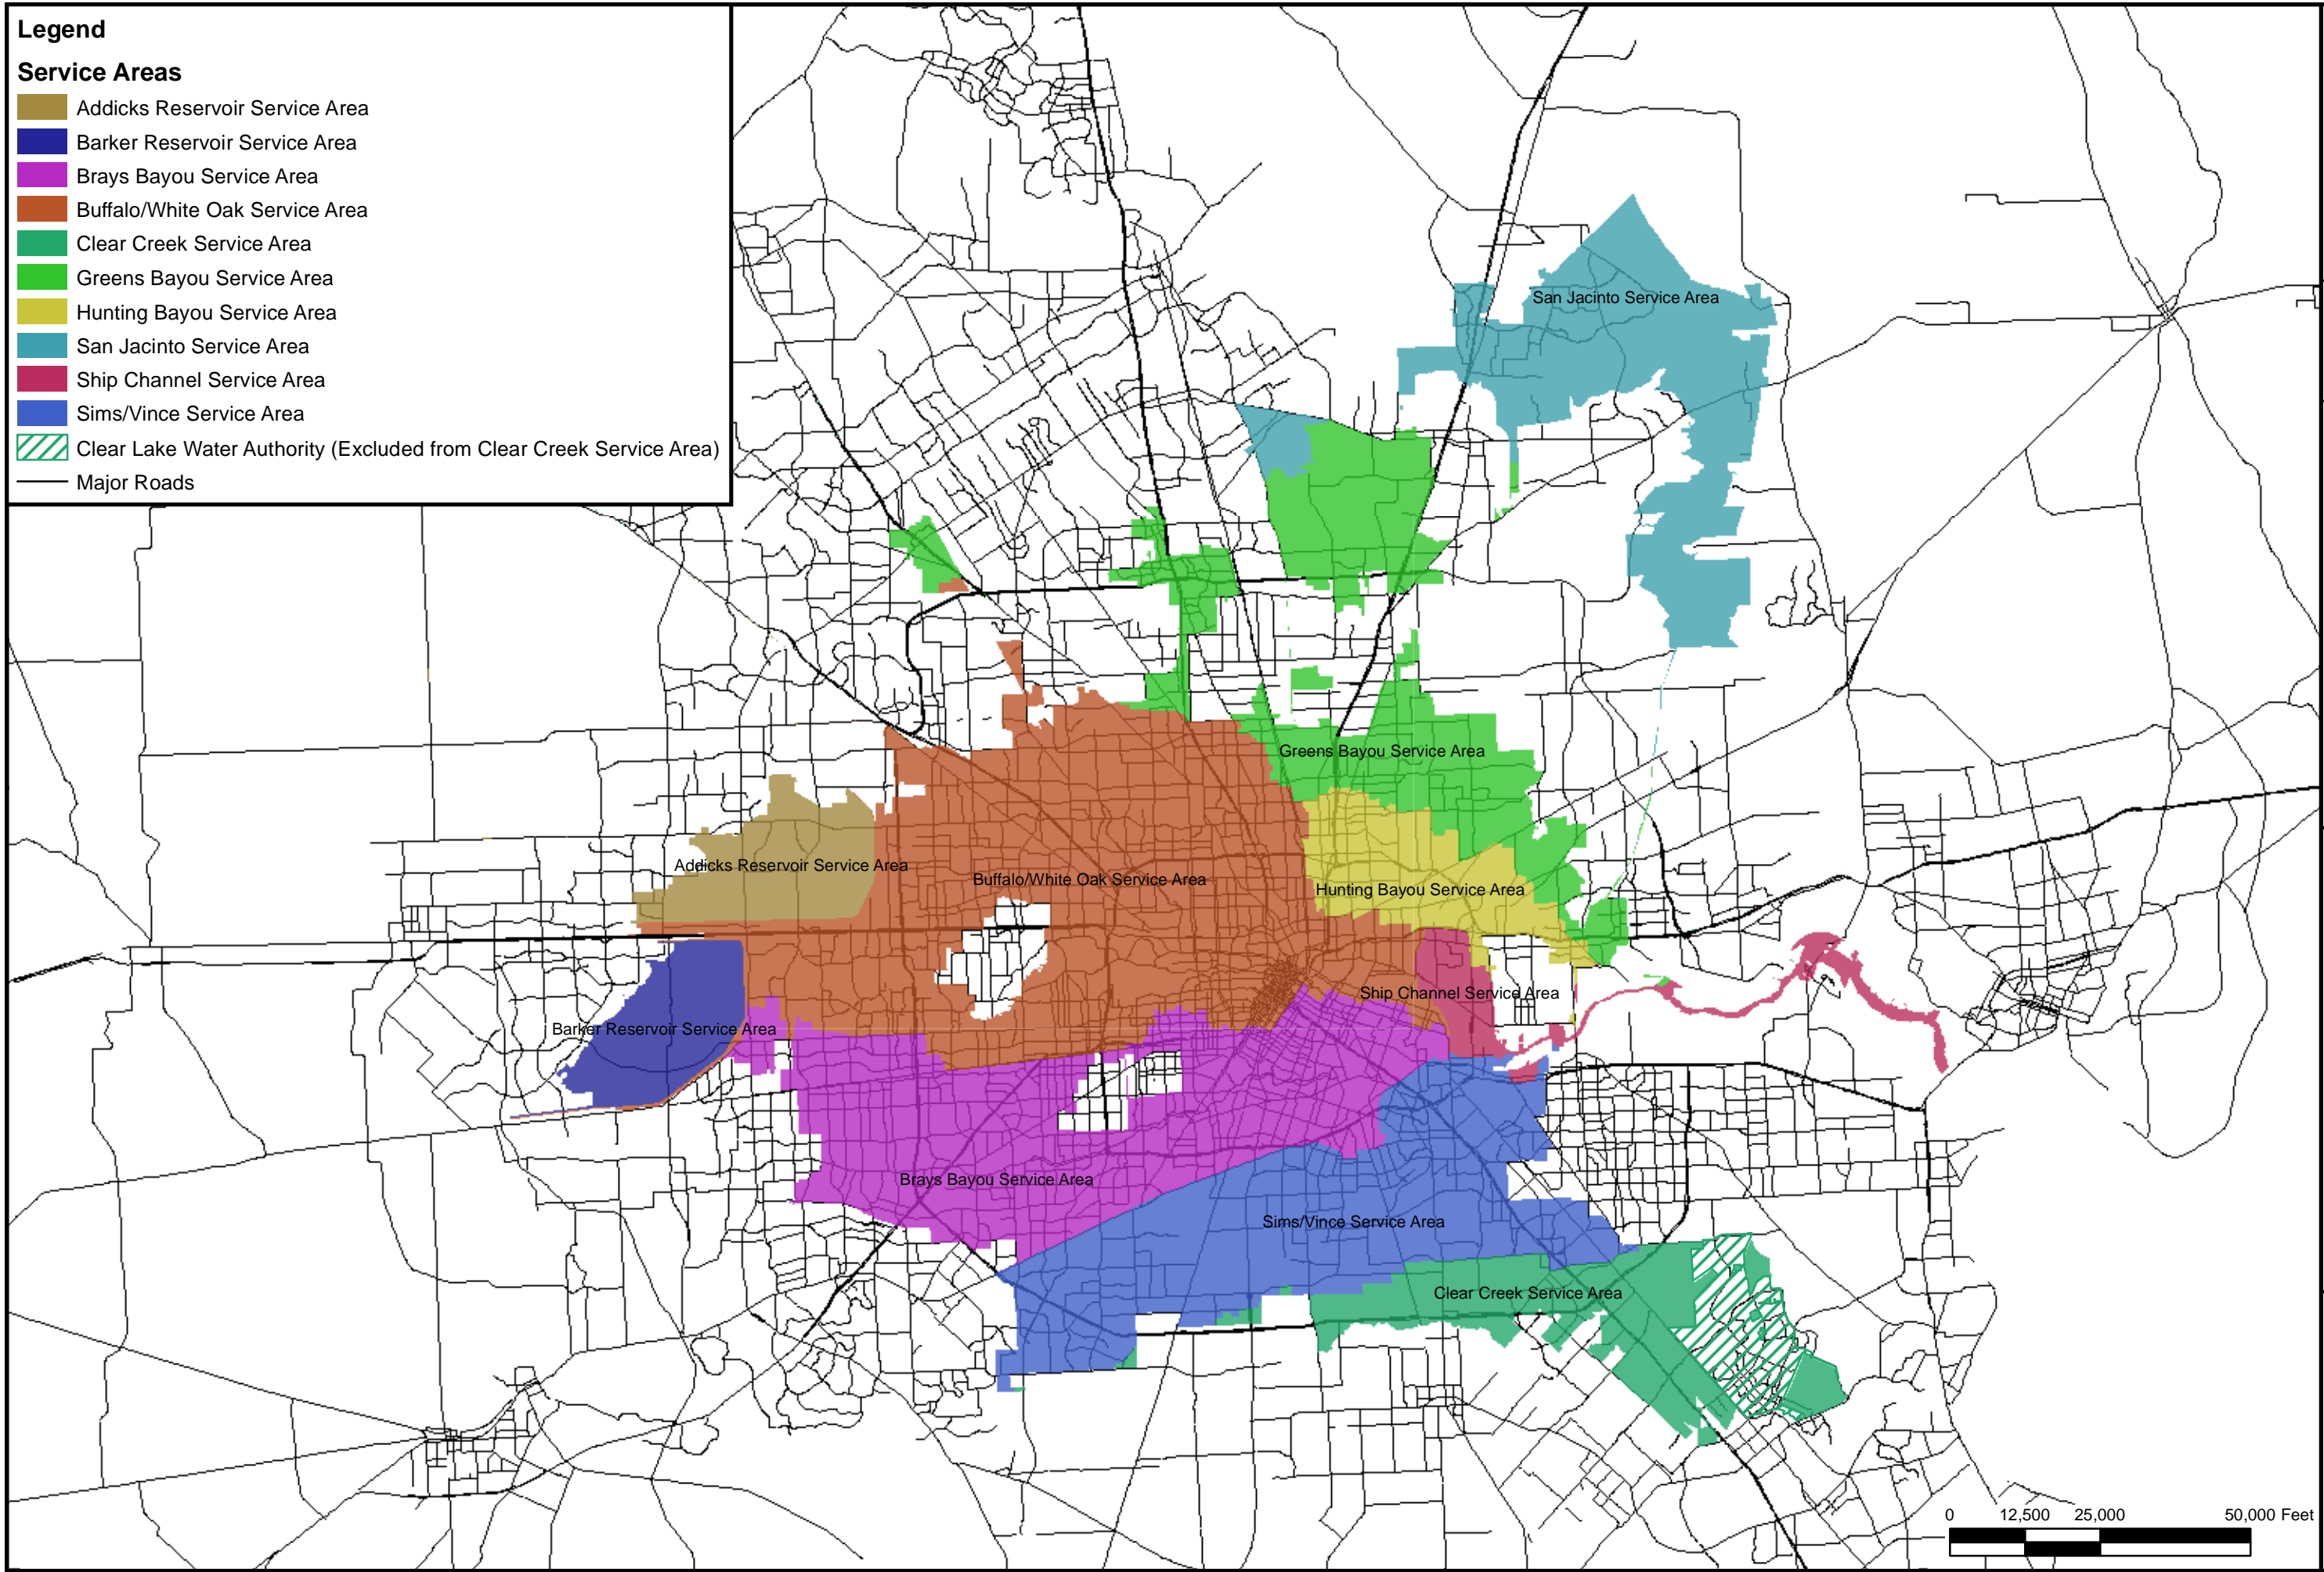 Legend
Service Areas
Addicks Reservoir Service Area
Barker Reservoir Service Area
Brays Bayou Service Area
Buffalo/White Oak Service Area
Clear Creek Service Area
Greens Bayou Service Area
Hunting Bayou Service Area
San Jacinto Service Area
Ship Channel Service Area
Sims/Vince Service Area
Clear Lake Water Authority (Excluded from Clear Creek Service Area)
Major Roads
San Jacinto Service Area
Greens Bayou Service Area
Addicks Reservoir Service Area
Buffalo/White Oak Service Area
Hunting Bayou Service Area
Ship Channel Service Area
Barker Reservoir Service Area
Brays Bayou Service Area
Sims/Vince Service Area
Clear Creek Service Area
0 12,500 25,000 50,000 Feet